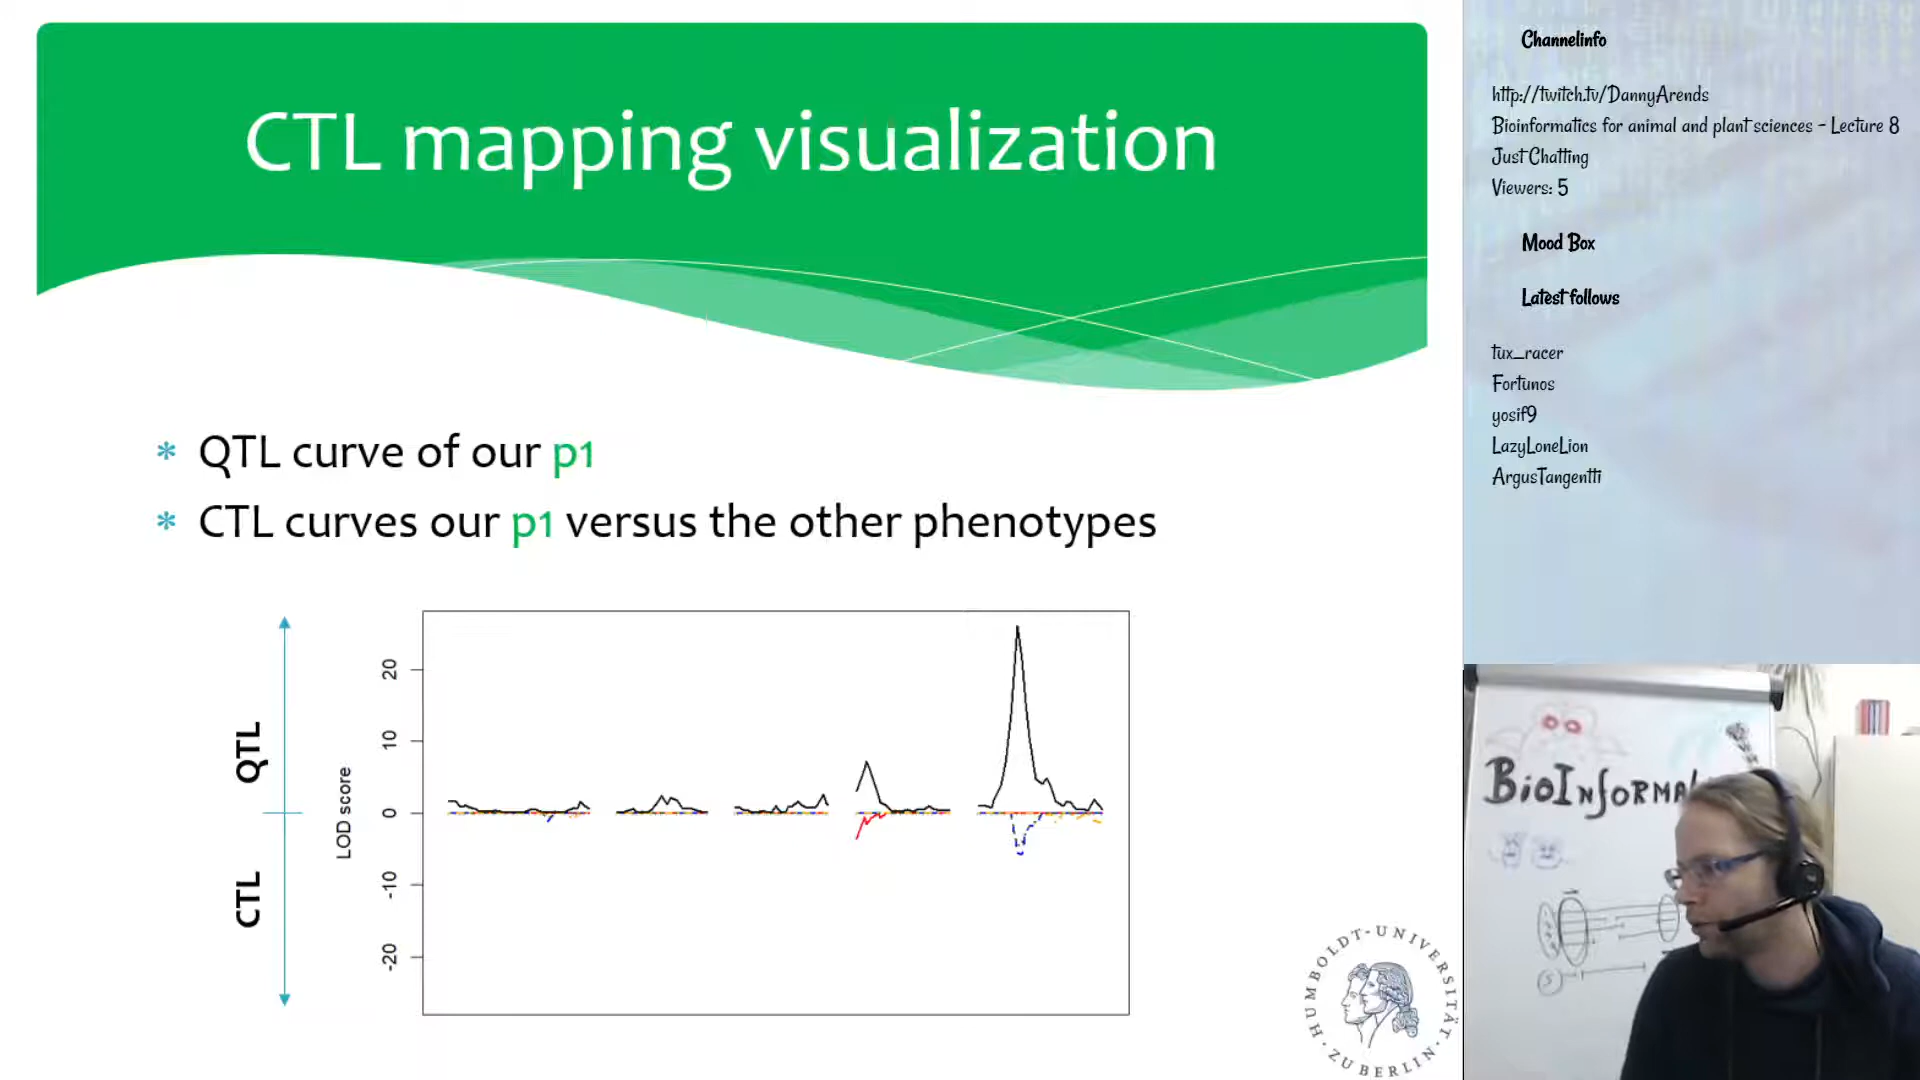 CTL mapping visualization
* QTL curve of our p1
* CTL curves our p1 versus the other phenotypes
QTL
CTL
LOD score
20
10
0
-10
-20
HUMBOLDT-UNIVERSITÄT
· ZU BERLIN ·
Channelinfo
http://twitch.tv/DannyArends
Bioinformatics for animal and plant sciences - Lecture 8
Just Chatting
Viewers: 5
Mood Box
Latest follows
tux_racer
Fortunos
yosif9
LazyLoneLion
ArgusTangentti
BioInforma
S